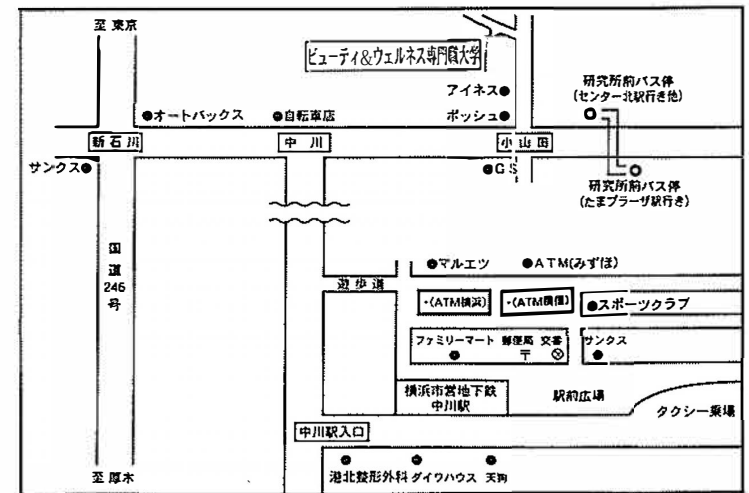 至 東京
ビューティ&ウェルネス専門職大学
アイネス
ボッシュ
研究所前バス停
(センター北駅行き他)
オートバックス
自転車店
新石川
中 川
小山田
サンクス
GS
研究所前バス停
(たまプラーザ駅行き)
国
道
246
号
マルエツ
ATM(みずほ)
遊歩道
・(ATM横浜)
・(ATM横信)
スポーツクラブ
ファミリーマート
郵便局
交番
〒
サンクス
横浜市営地下鉄
中川駅
駅前広場
タクシー乗場
中川駅入口
至 厚木
港北整形外科
ダイワハウス
天狗